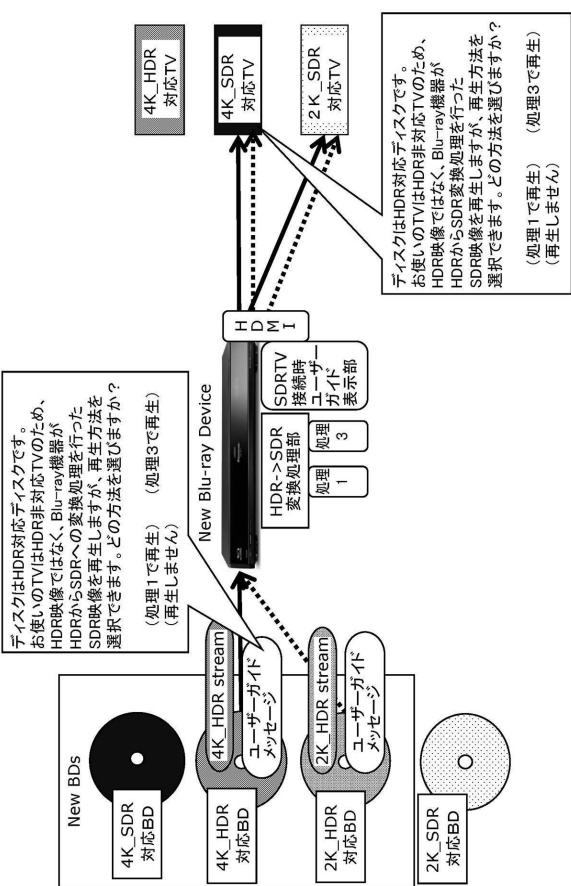 New BDs
4K_SDR
対応BD
4K_HDR
対応BD
2K_HDR
対応BD
2K_SDR
対応BD
4K_HDR stream
ユーザーガイド
メッセージ
2K_HDR stream
ユーザーガイド
メッセージ
ディスクはHDR対応ディスクです。
お使いのTVはHDR非対応TVのため、
HDR映像ではなく、Blu-ray機器が
HDRからSDRへの変換処理を行った
SDR映像を再生しますが、再生方法を
選択できます。どの方法を選びますか?
(処理1で再生) (処理3で再生)
(再生しません)
New Blu-ray Device
HDMI
HDR->SDR
変換処理部
処理
1
処理
3
SDRTV
接続時
ユーザー
ガイド
表示部
4K_HDR
対応TV
4K_SDR
対応TV
2K_SDR
対応TV
ディスクはHDR対応ディスクです。
お使いのTVはHDR非対応TVのため、
HDR映像ではなく、Blu-ray機器が
HDRからSDR変換処理を行った
SDR映像を再生しますが、再生方法を
選択できます。どの方法を選びますか?
(処理1で再生) (処理3で再生)
(再生しません)